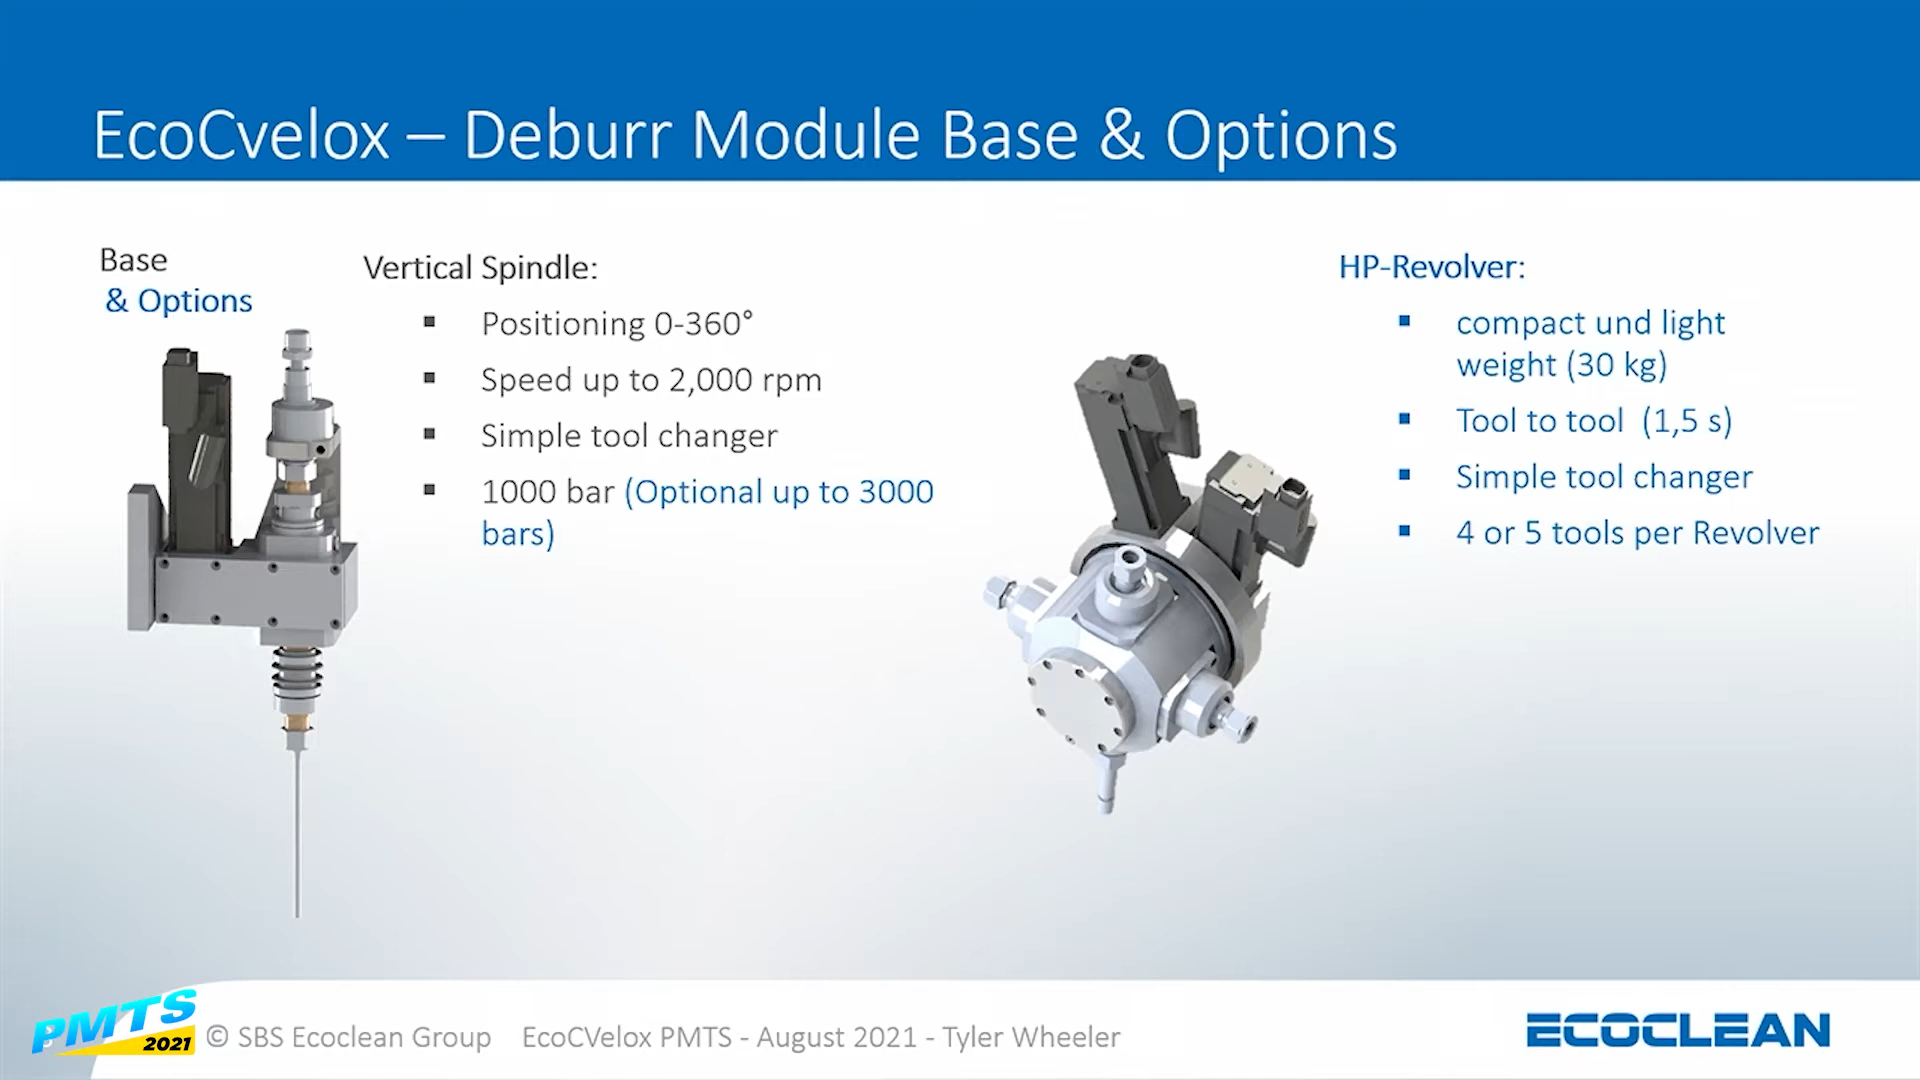 EcoCvelox – Deburr Module Base & Options
Base
& Options
Vertical Spindle:
▪ Positioning 0-360°
▪ Speed up to 2,000 rpm
▪ Simple tool changer
▪ 1000 bar (Optional up to 3000
bars)
HP-Revolver:
▪ compact und light
weight (30 kg)
▪ Tool to tool (1,5 s)
▪ Simple tool changer
▪ 4 or 5 tools per Revolver
PMTS
2021
© SBS Ecoclean Group EcoCVelox PMTS - August 2021 - Tyler Wheeler
ECOCLEAN